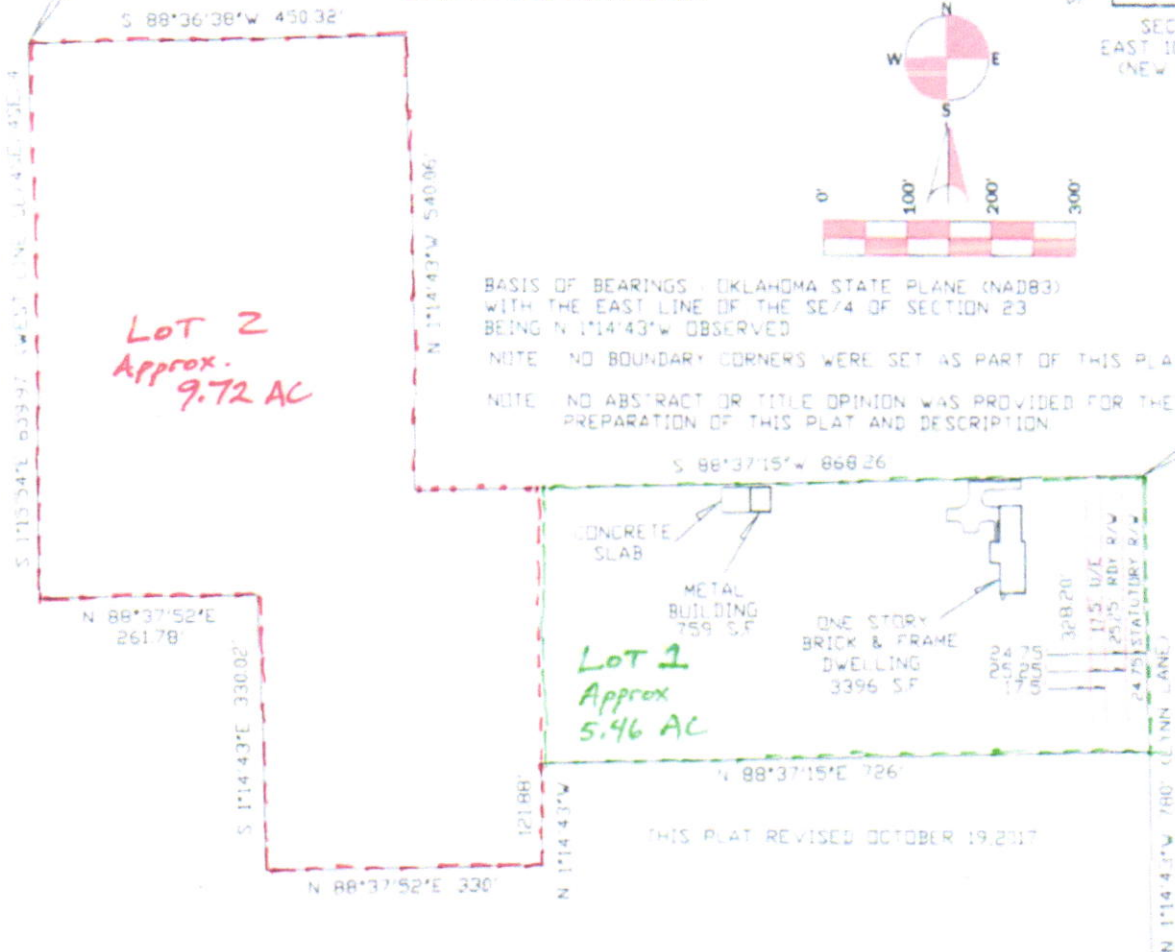 S 88°36'38"W 450.32'
N
W
E
S
SEC
EAST
(NEW
0'
100'
200'
300'
N 1°14'43"W 540.06'
BASIS OF BEARINGS : OKLAHOMA STATE PLANE (NAD83)
WITH THE EAST LINE OF THE SE/4 OF SECTION 23
BEING N 1°14'43"W OBSERVED
NOTE NO BOUNDARY CORNERS WERE SET AS PART OF THIS PLA
NOTE NO ABSTRACT OR TITLE OPINION WAS PROVIDED FOR THE
PREPARATION OF THIS PLAT AND DESCRIPTION
LOT 2
Approx.
9.72 AC
S 1°15'54"E 659.97' WEST LINE
S 88°37'15"W 868.26'
CONCRETE
SLAB
METAL
BUILDING
759 S.F
ONE STORY
BRICK & FRAME
DWELLING
3396 S.F
328.20'
17.5' U/E
25.25 RDY R/W
24.75 STATUTORY R/W
24.75
25.25
17.5
LOT 1
Approx
5.46 AC
N 88°37'52"E
261.78'
S 1°14'43"E 330.02'
N 88°37'15"E 726'
121.88'
N 1°14'43"W
THIS PLAT REVISED OCTOBER 19,2017
N 88°37'52"E 330'
N 1°14'43"W 780' (LYNN LANE)